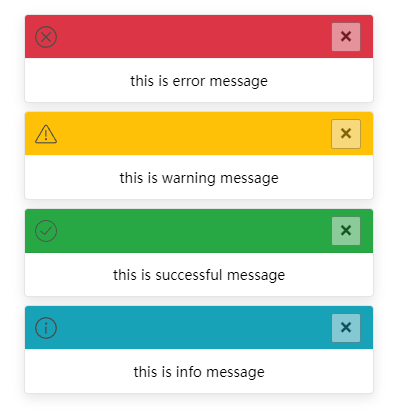 this is error message
this is warning message
this is successful message
this is info message